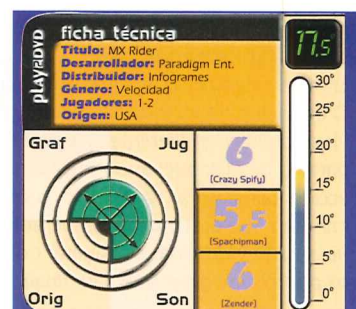 play2DVD
ficha técnica
Título: MX Rider
Desarrollador: Paradigm Ent.
Distribuidor: Infogrames
Género: Velocidad
Jugadores: 1-2
Origen: USA
17,5°
Graf
Jug
Orig
Son
6
(Crazy Spify)
5,5
(Spachipman)
6
(Zender)
30°
25°
20°
15°
10°
5°
0°